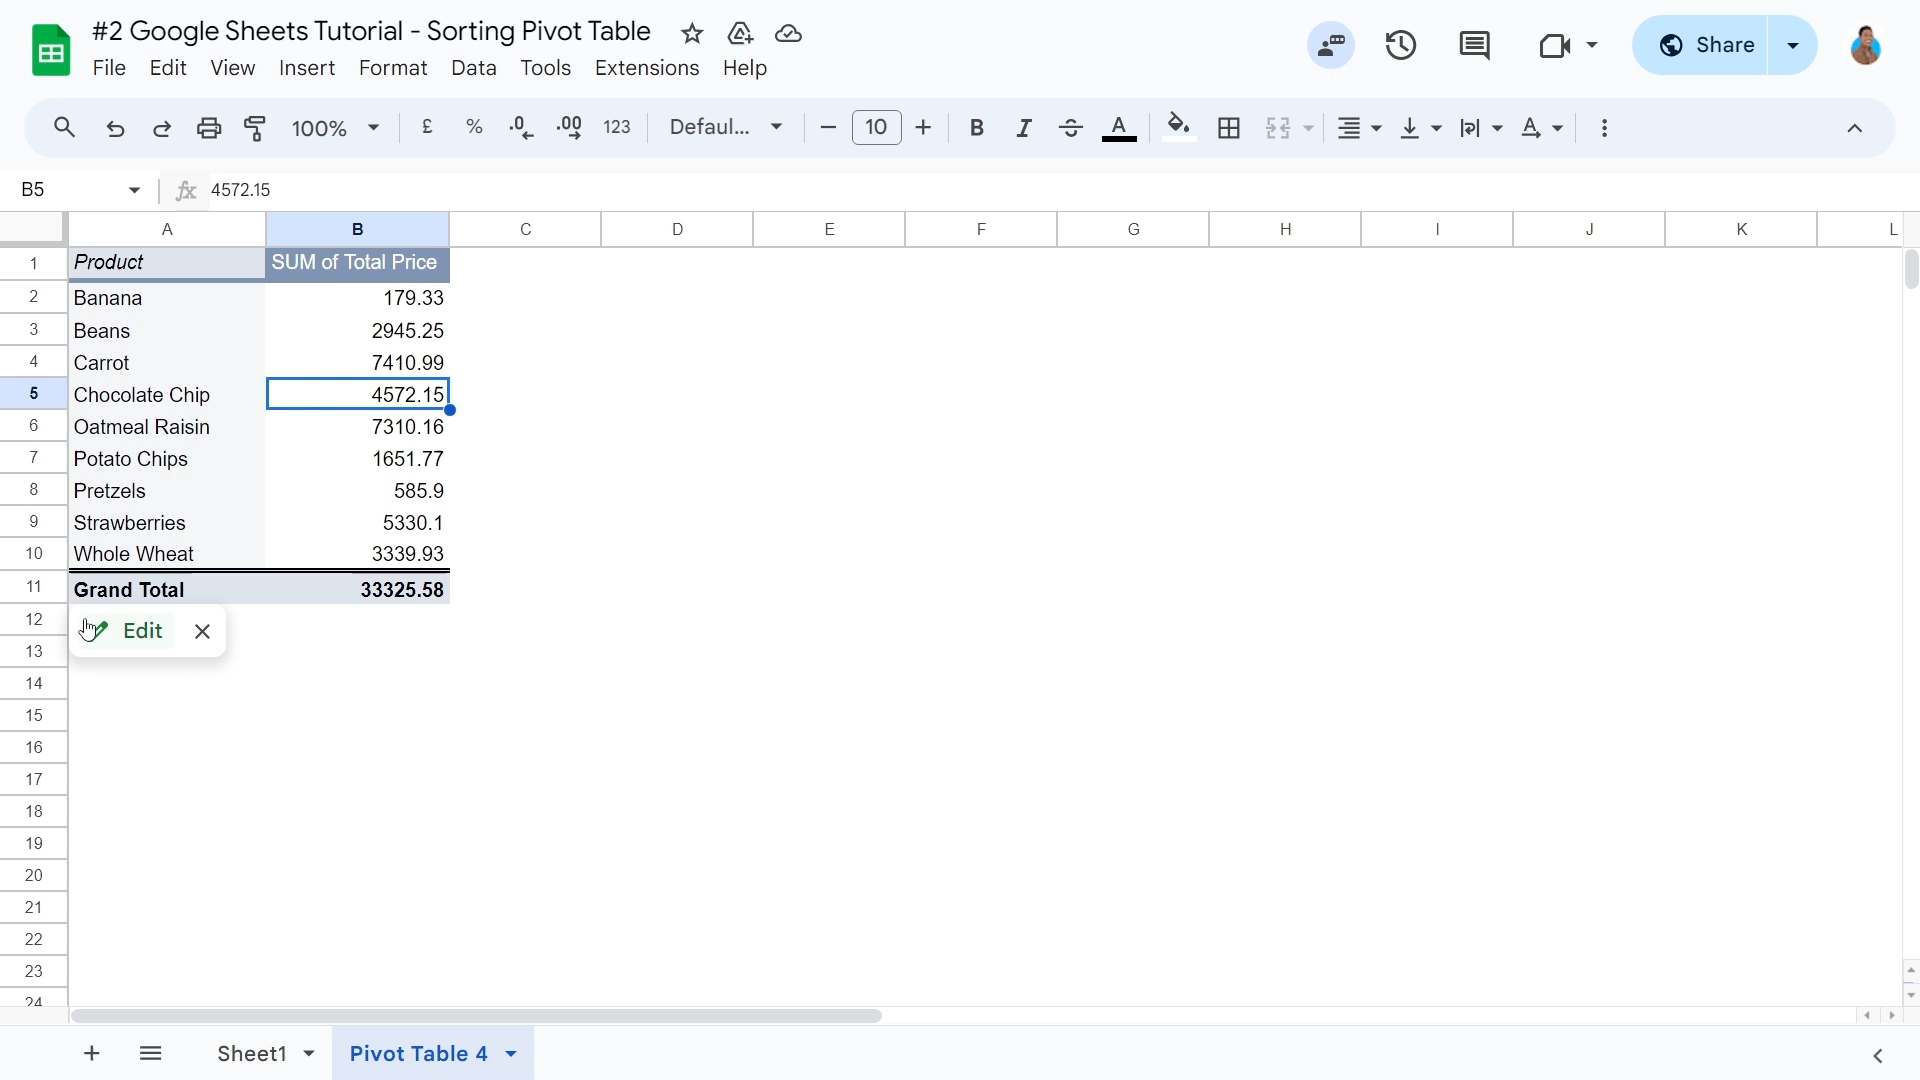 #2 Google Sheets Tutorial - Sorting Pivot Table
File Edit View Insert Format Data Tools Extensions Help
Share
100% £ % .0 .00 123 Defaul... − 10 + B I S A A
B5 fx 4572.15
A B C D E F G H I J K L
1 Product SUM of Total Price
2 Banana 179.33
3 Beans 2945.25
4 Carrot 7410.99
5 Chocolate Chip 4572.15
6 Oatmeal Raisin 7310.16
7 Potato Chips 1651.77
8 Pretzels 585.9
9 Strawberries 5330.1
10 Whole Wheat 3339.93
11 Grand Total 33325.58
12
Edit
13
14
15
16
17
18
19
20
21
22
23
24
Sheet1 Pivot Table 4